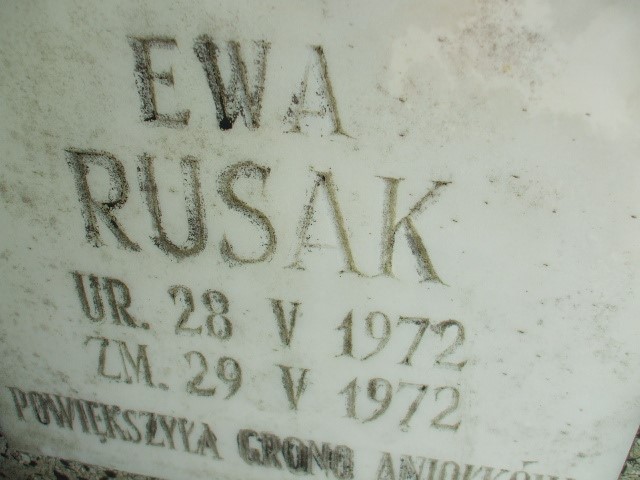 EWA
RUSAK
UR. 28 V 1972
ZM. 29 V 1972
POWIĘKSZYŁA GRONO